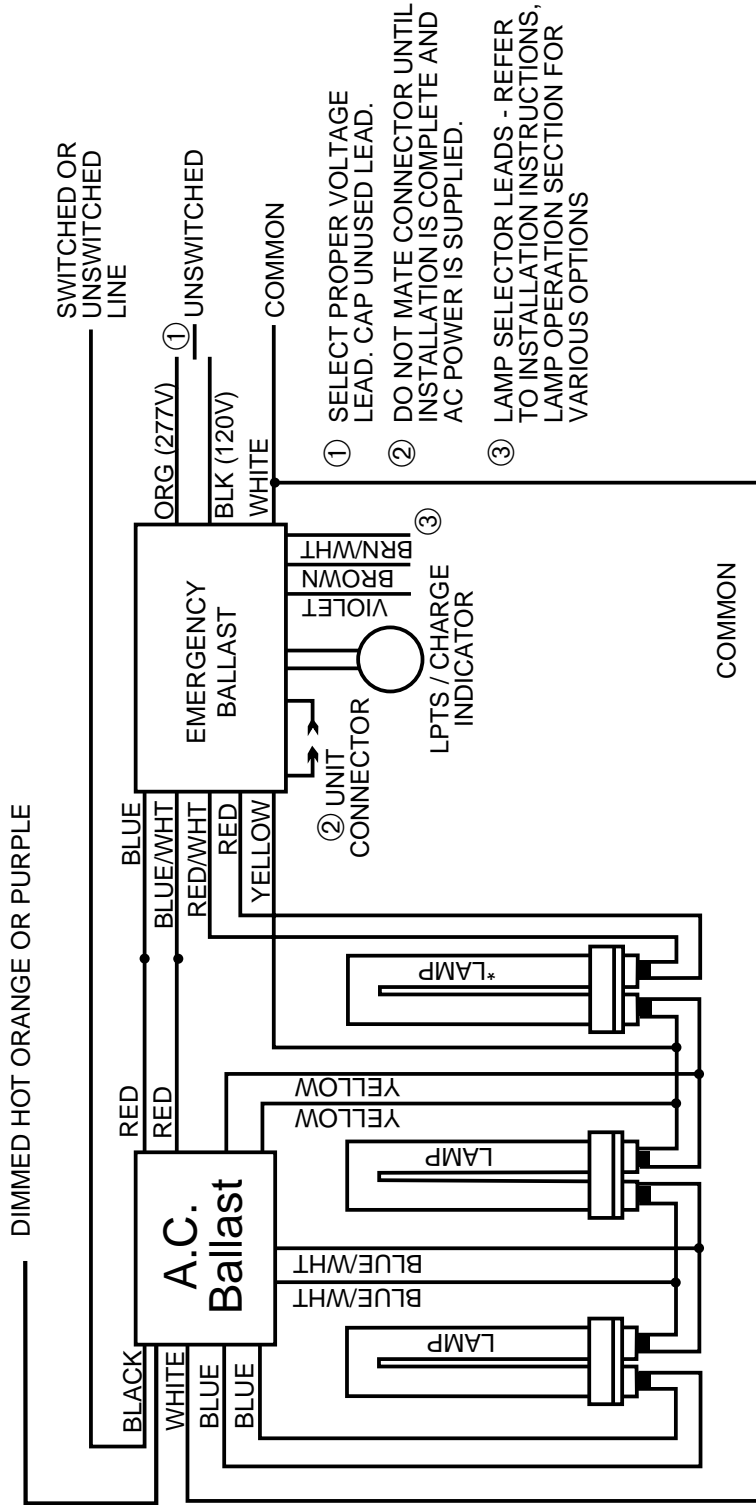 DIMMED HOT ORANGE OR PURPLE
SWITCHED OR
UNSWITCHED
LINE
BLACK
WHITE
BLUE
BLUE
A.C.
Ballast
RED
RED
BLUE
BLUE/WHT
RED/WHT
RED
YELLOW
EMERGENCY
BALLAST
ORG (277V)
BLK (120V)
WHITE
① UNSWITCHED
COMMON
BLUE/WHT
BLUE/WHT
YELLOW
YELLOW
② UNIT
CONNECTOR
LPTS / CHARGE
INDICATOR
VIOLET
BROWN
BRN/WHT
③
LAMP
LAMP
*LAMP
① SELECT PROPER VOLTAGE
LEAD. CAP UNUSED LEAD.
② DO NOT MATE CONNECTOR UNTIL
INSTALLATION IS COMPLETE AND
AC POWER IS SUPPLIED.
③ LAMP SELECTOR LEADS - REFER
TO INSTALLATION INSTRUCTIONS,
LAMP OPERATION SECTION FOR
VARIOUS OPTIONS
COMMON